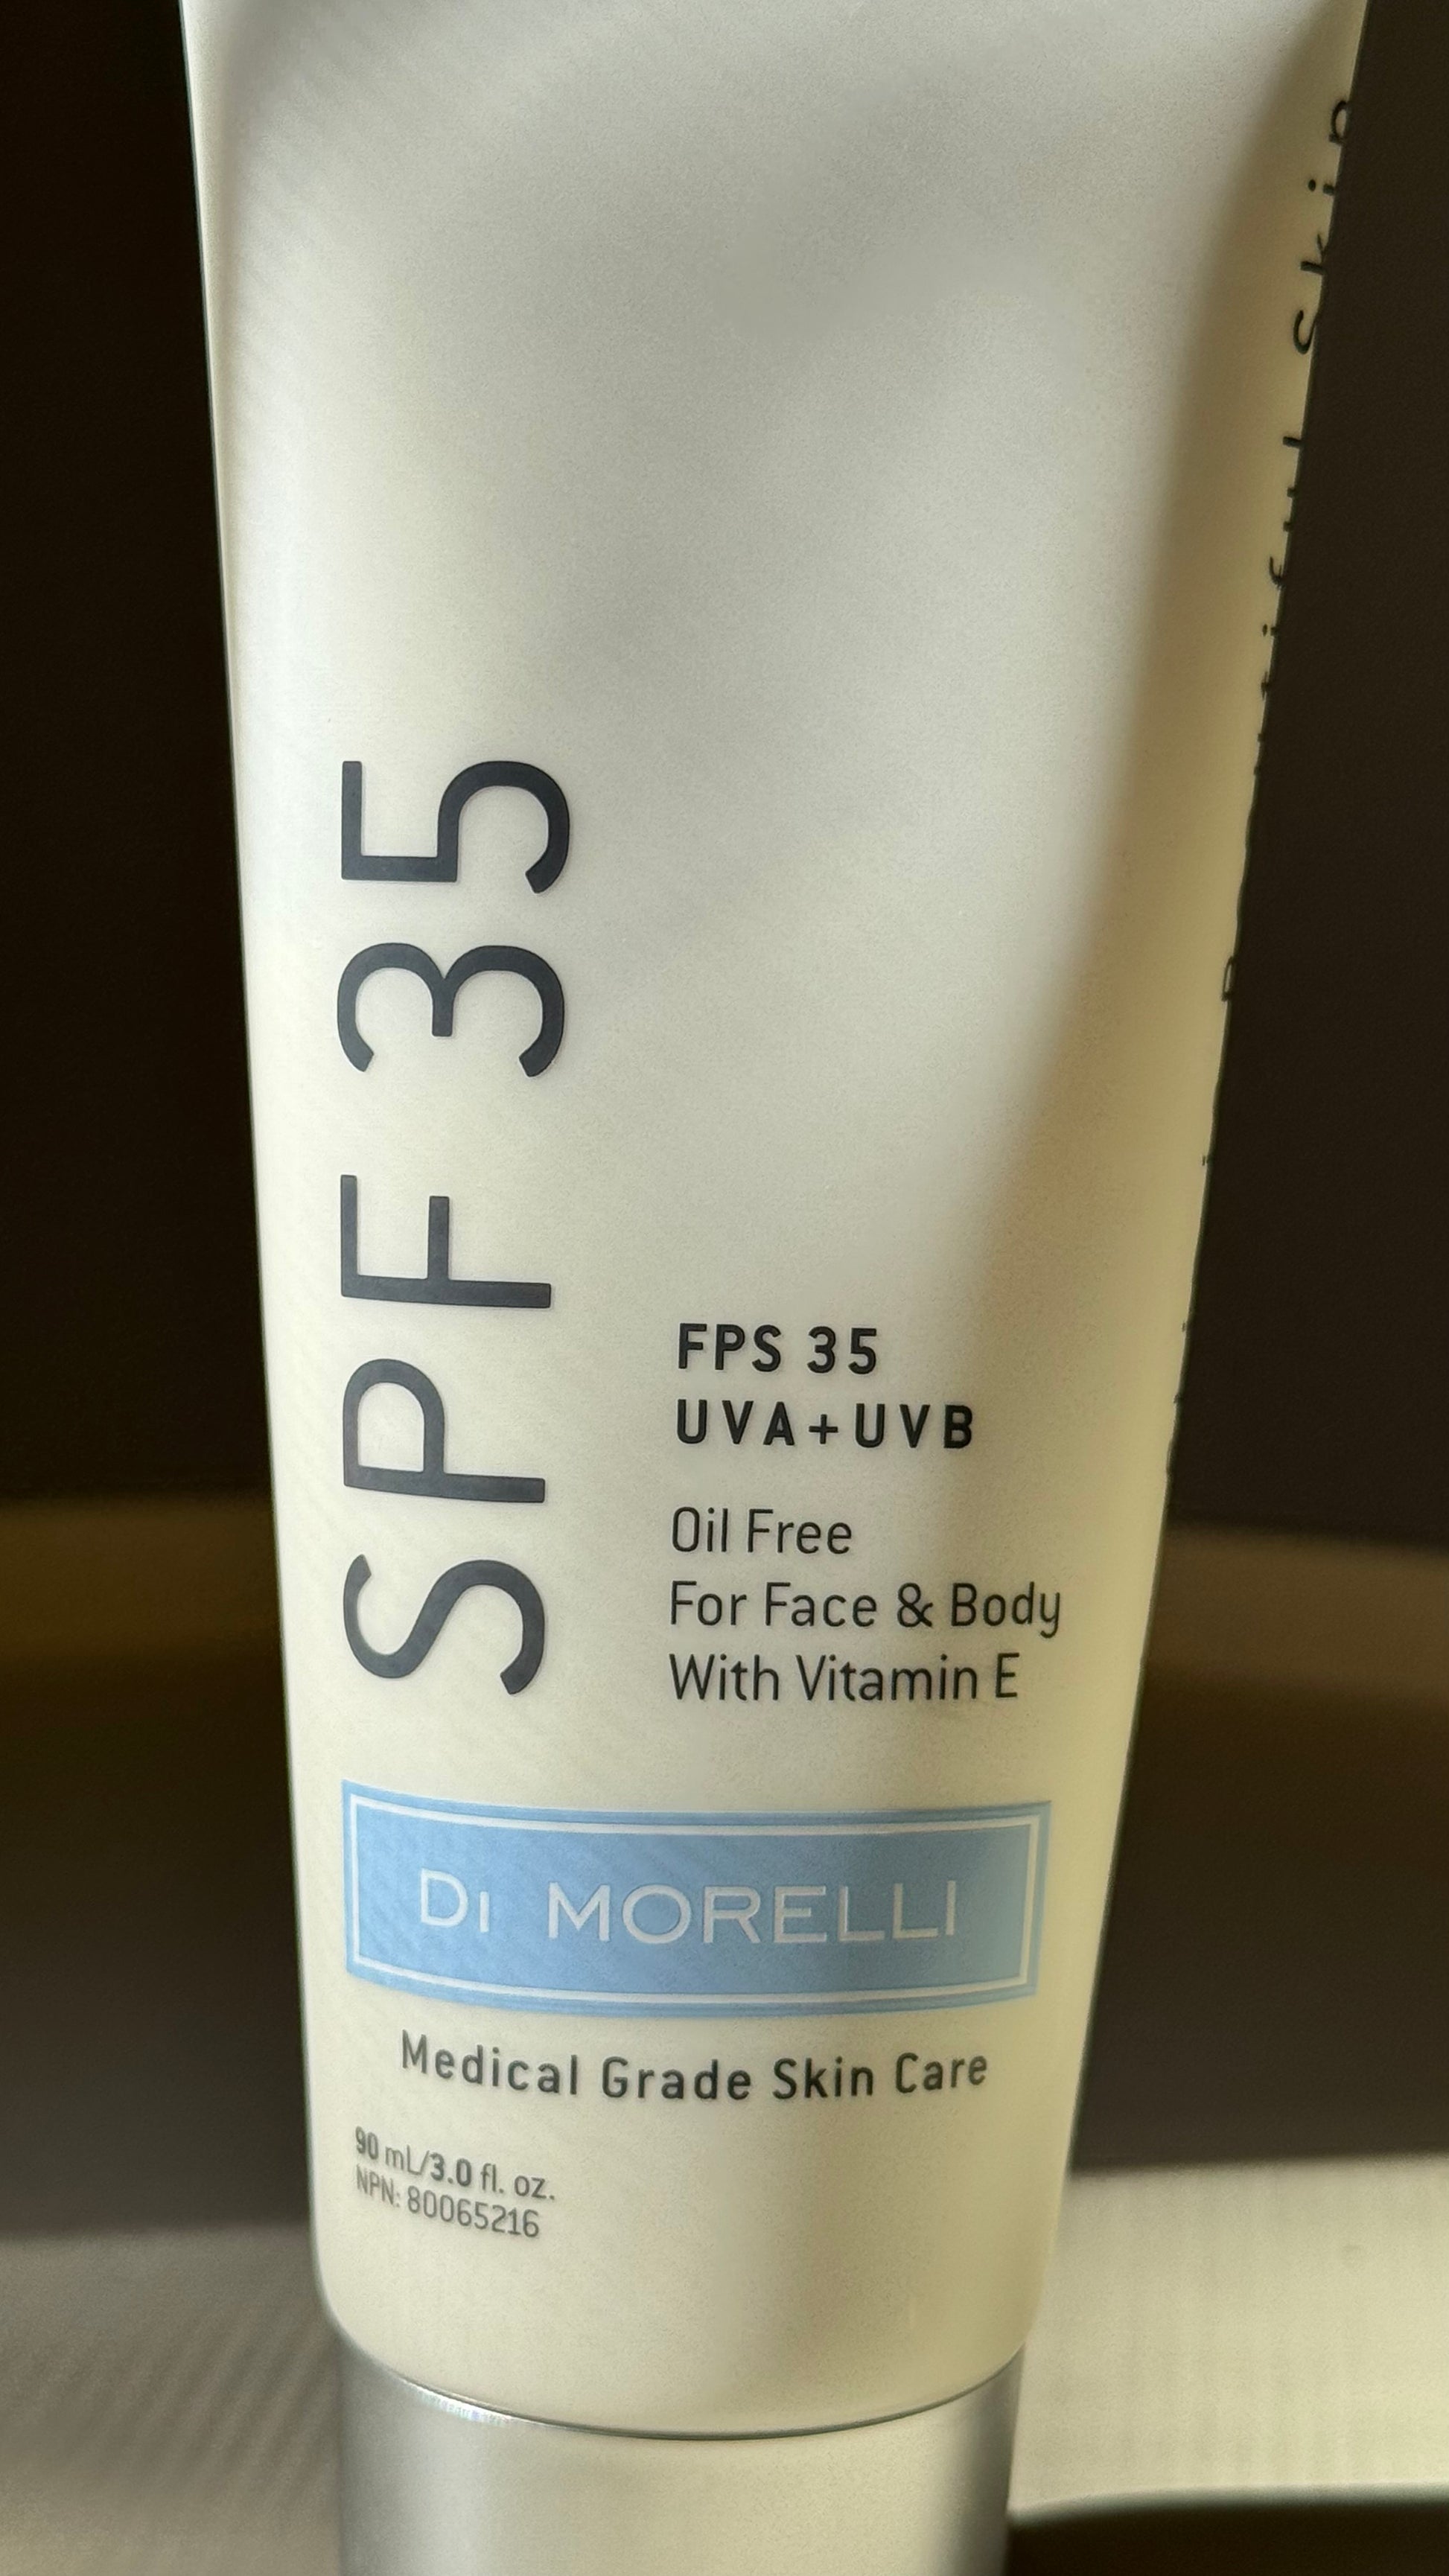 SPF 35
FPS 35
UVA+UVB
Oil Free
For Face & Body
With Vitamin E
Di MORELLI
Medical Grade Skin Care
90 mL/3.0 fl. oz.
NPN: 80065216
Skin